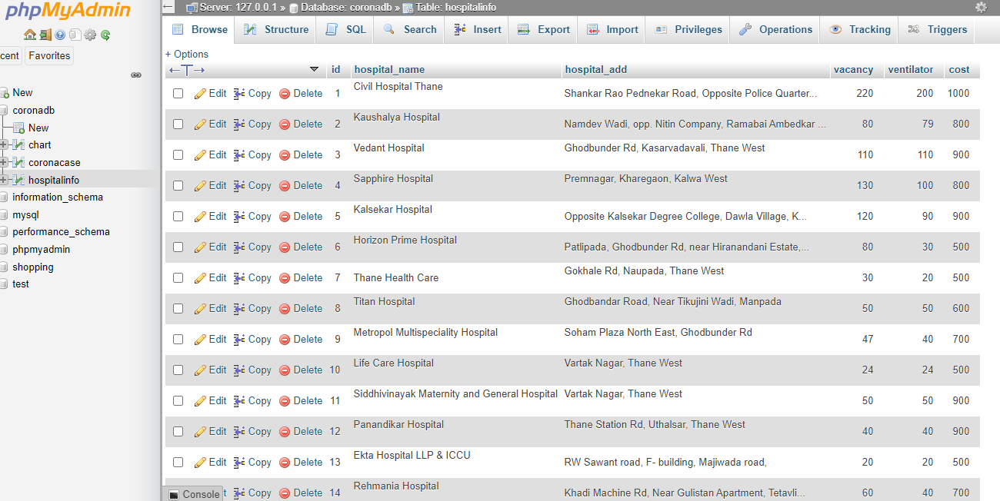 phpMyAdmin
cent Favorites
New
coronadb
New
chart
coronacase
hospitalinfo
information_schema
mysql
performance_schema
phpmyadmin
shopping
test
Server: 127.0.0.1 » Database: coronadb » Table: hospitalinfo
Browse Structure SQL Search Insert Export Import Privileges Operations Tracking Triggers
+ Options
←T→ id hospital_name hospital_add vacancy ventilator cost
Edit Copy Delete 1 Civil Hospital Thane Shankar Rao Pednekar Road, Opposite Police Quarter... 220 200 1000
Edit Copy Delete 2 Kaushalya Hospital Namdev Wadi, opp. Nitin Company, Ramabai Ambedkar ... 80 79 800
Edit Copy Delete 3 Vedant Hospital Ghodbunder Rd, Kasarvadavali, Thane West 110 110 900
Edit Copy Delete 4 Sapphire Hospital Premnagar, Kharegaon, Kalwa West 130 100 800
Edit Copy Delete 5 Kalsekar Hospital Opposite Kalsekar Degree College, Dawla Village, K... 120 90 900
Edit Copy Delete 6 Horizon Prime Hospital Patlipada, Ghodbunder Rd, near Hiranandani Estate,... 80 30 500
Edit Copy Delete 7 Thane Health Care Gokhale Rd, Naupada, Thane West 30 20 500
Edit Copy Delete 8 Titan Hospital Ghodbandar Road, Near Tikujini Wadi, Manpada 50 50 600
Edit Copy Delete 9 Metropol Multispeciality Hospital Soham Plaza North East, Ghodbunder Rd 47 40 700
Edit Copy Delete 10 Life Care Hospital Vartak Nagar, Thane West 24 24 500
Edit Copy Delete 11 Siddhivinayak Maternity and General Hospital Vartak Nagar, Thane West 50 50 900
Edit Copy Delete 12 Panandikar Hospital Thane Station Rd, Uthalsar, Thane West 40 40 900
Edit Copy Delete 13 Ekta Hospital LLP & ICCU RW Sawant road, F- building, Majiwada road, 20 20 500
Console t Copy Delete 14 Rehmania Hospital Khadi Machine Rd, Near Gulistan Apartment, Tetavli... 60 40 700